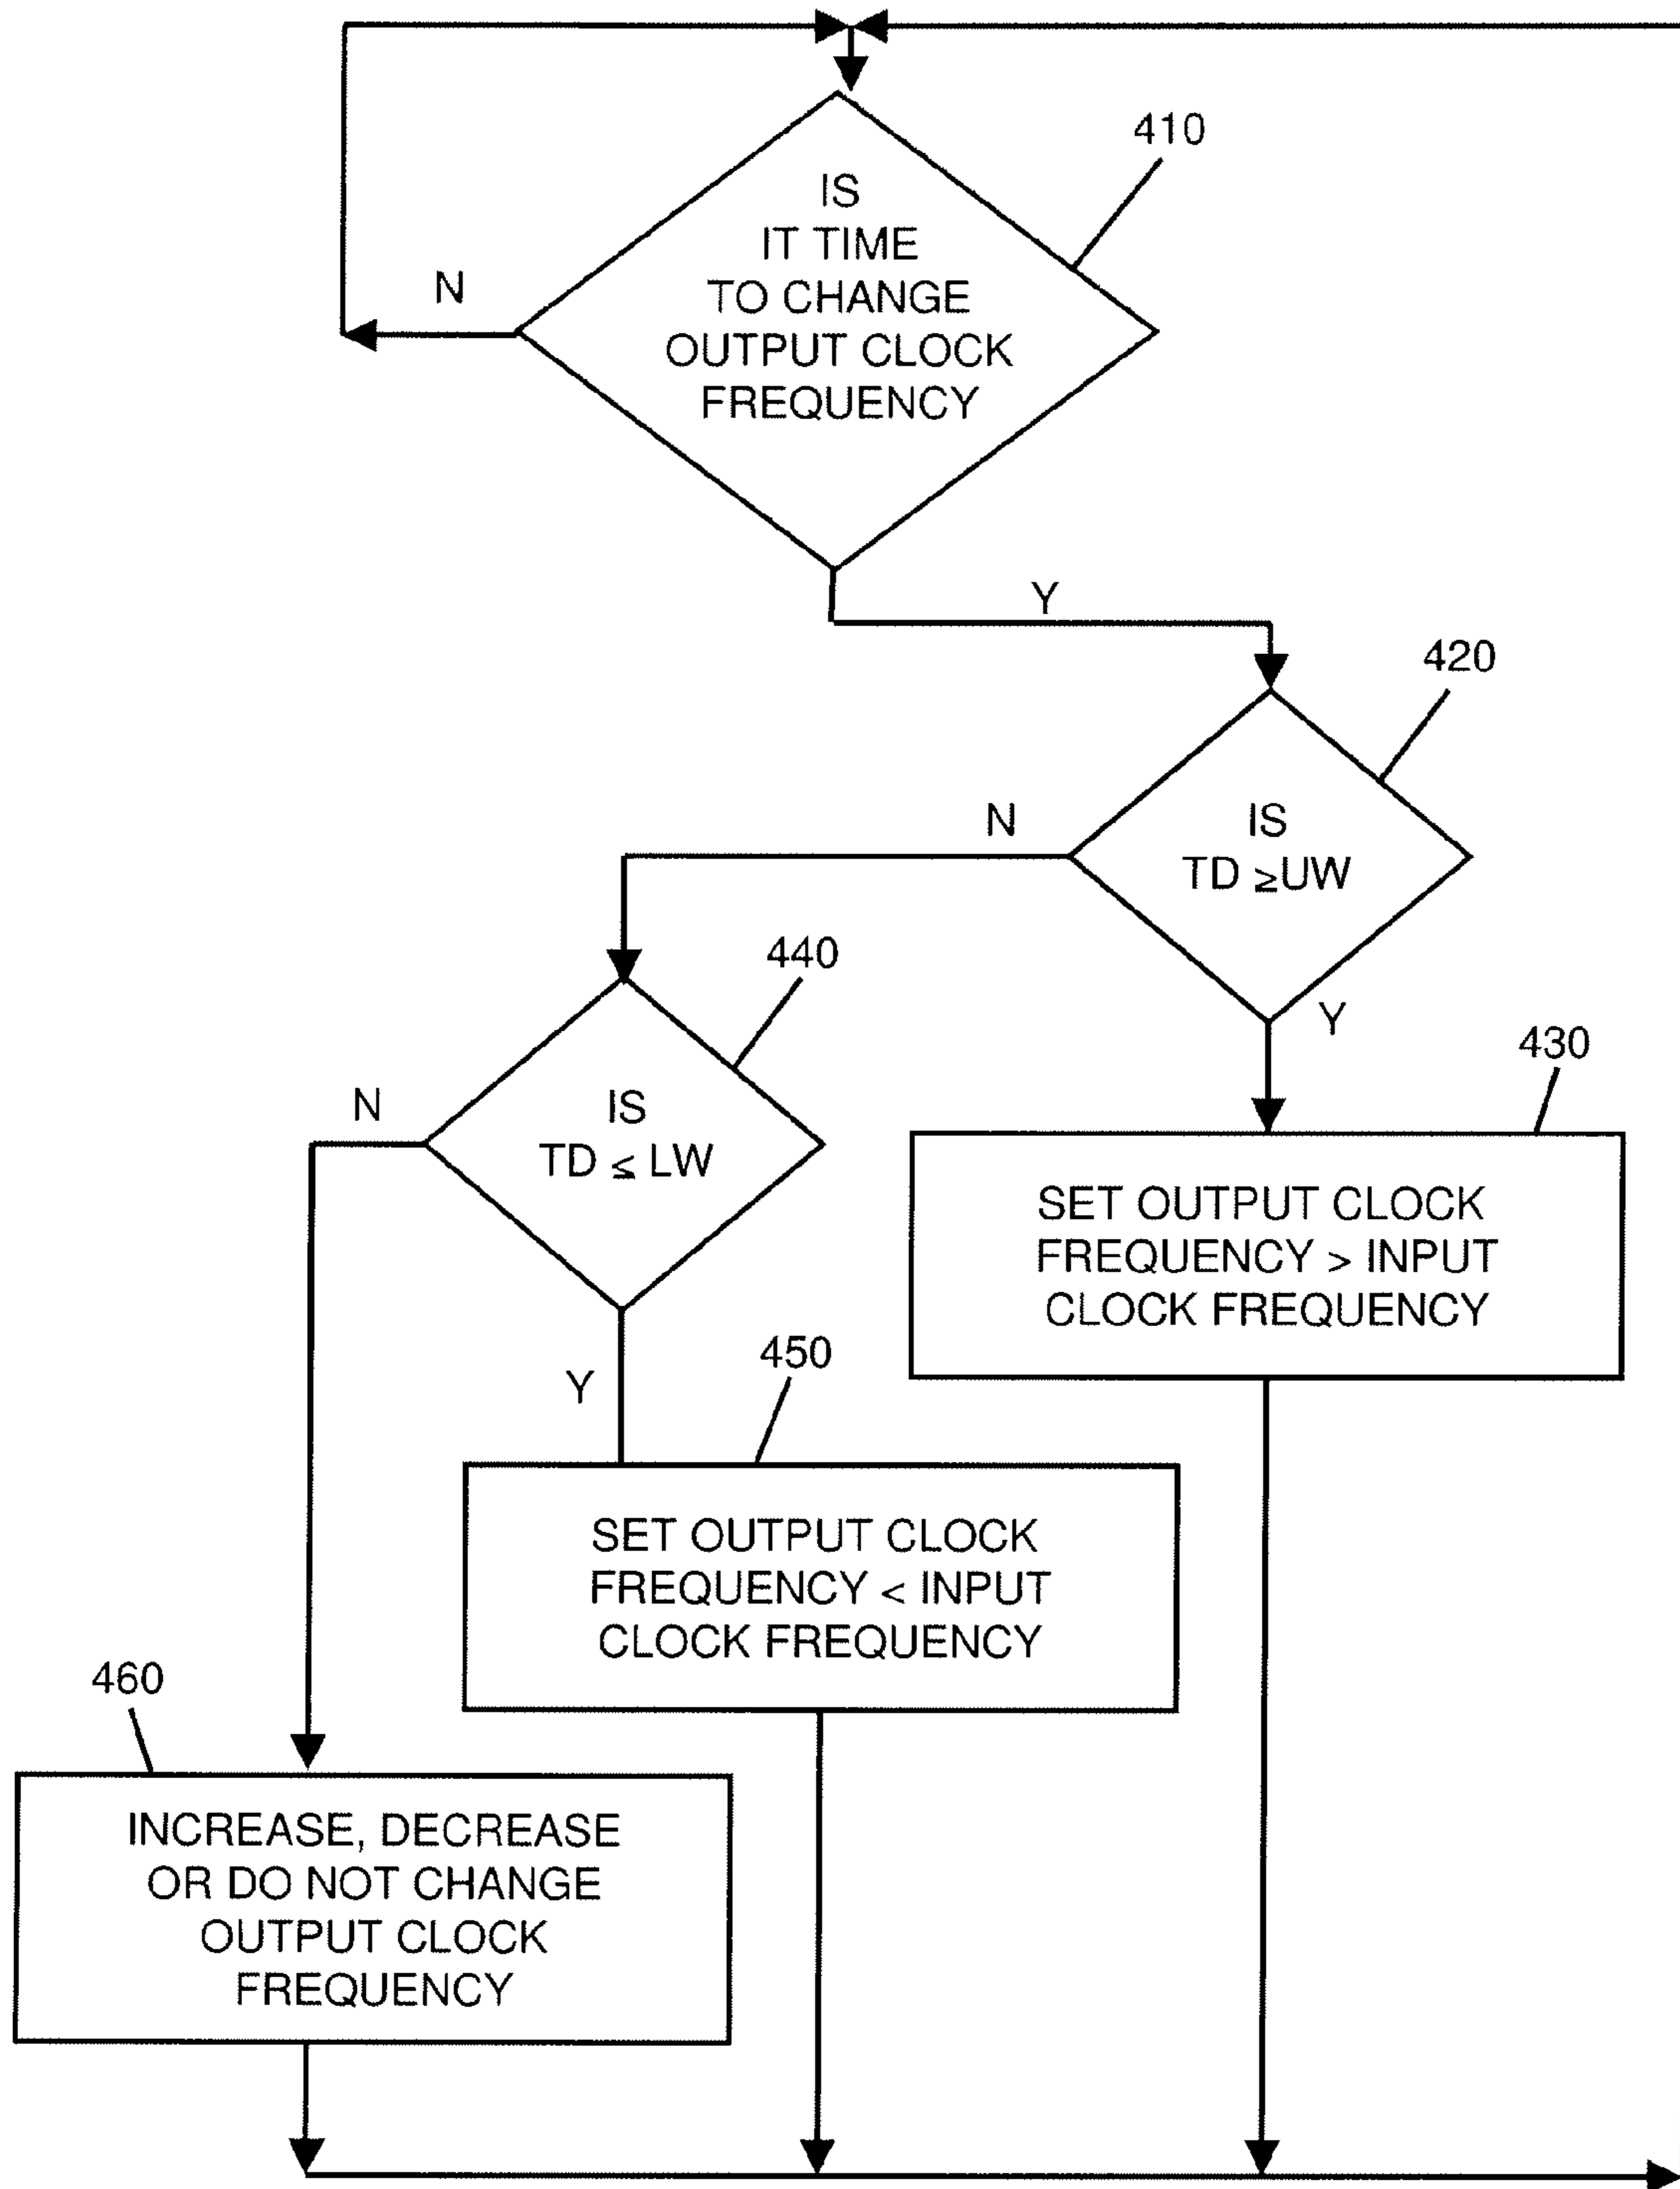 410
IS
IT TIME
TO CHANGE
OUTPUT CLOCK
FREQUENCY
N
Y
420
IS
TD ≥UW
N
Y
440
IS
TD ≤ LW
N
Y
430
SET OUTPUT CLOCK
FREQUENCY > INPUT
CLOCK FREQUENCY
450
SET OUTPUT CLOCK
FREQUENCY < INPUT
CLOCK FREQUENCY
460
INCREASE, DECREASE
OR DO NOT CHANGE
OUTPUT CLOCK
FREQUENCY